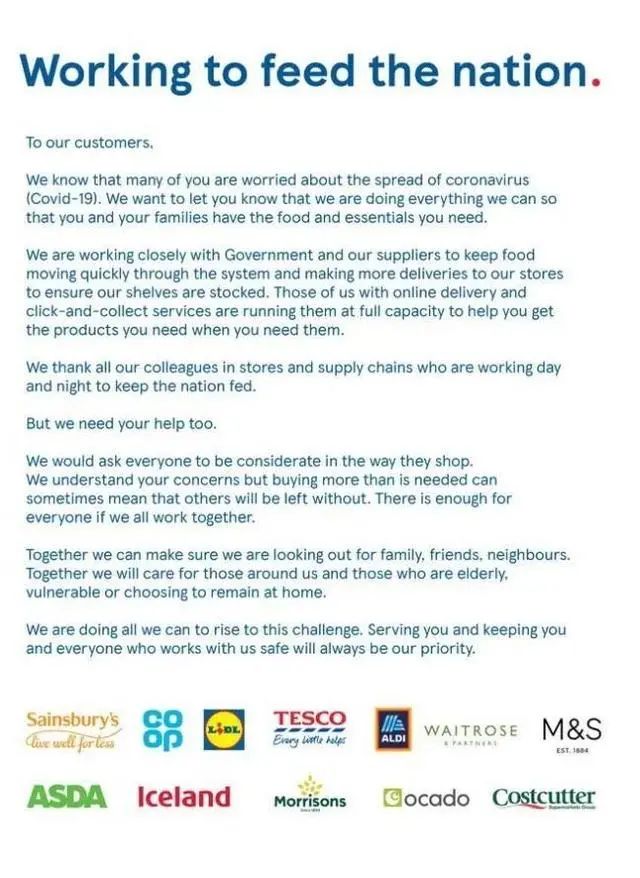 Working to feed the nation.
To our customers,
We know that many of you are worried about the spread of coronavirus
(Covid-19). We want to let you know that we are doing everything we can so
that you and your families have the food and essentials you need.
We are working closely with Government and our suppliers to keep food
moving quickly through the system and making more deliveries to our stores
to ensure our shelves are stocked. Those of us with online delivery and
click-and-collect services are running them at full capacity to help you get
the products you need when you need them.
We thank all our colleagues in stores and supply chains who are working day
and night to keep the nation fed.
But we need your help too.
We would ask everyone to be considerate in the way they shop.
We understand your concerns but buying more than is needed can
sometimes mean that others will be left without. There is enough for
everyone if we all work together.
Together we can make sure we are looking out for family, friends, neighbours.
Together we will care for those around us and those who are elderly,
vulnerable or choosing to remain at home.
We are doing all we can to rise to this challenge. Serving you and keeping you
and everyone who works with us safe will always be our priority.
Sainsbury's
live well for less
CO
OP
LiDL
TESCO
Every little helps
ALDI
WAITROSE
& PARTNERS
M&S
EST. 1884
ASDA
Iceland
Morrisons
Since 1899
ocado
Costcutter
Supermarkets Group